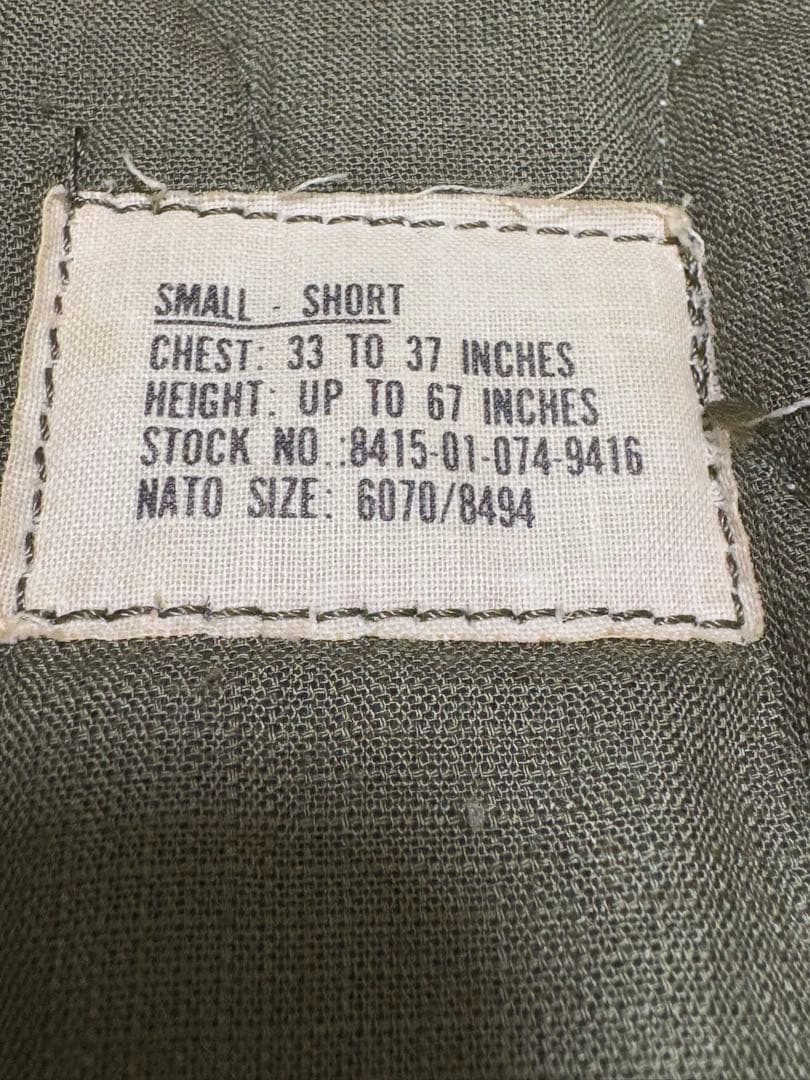 SMALL - SHORT
CHEST: 33 TO 37 INCHES
HEIGHT: UP TO 67 INCHES
STOCK NO.:8415-01-074-9416
NATO SIZE: 6070/8494